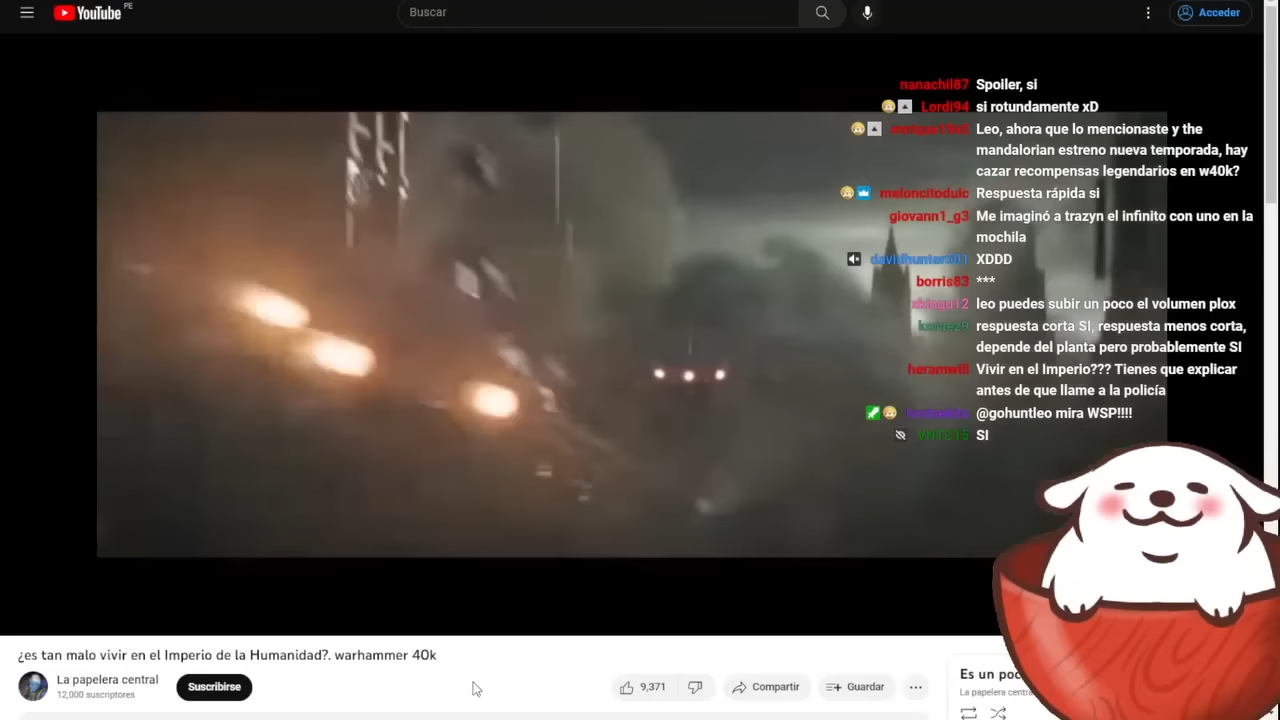 YouTube PE
Buscar
Acceder
nanachil87 Spoiler, si
Lordi94 si rotundamente xD
Leo, ahora que lo mencionaste y the
mandalorian estreno nueva temporada, hay
cazar recompensas legendarios en w40k?
meloncitodulc Respuesta rápida si
giovann1_g3 Me imaginó a trazyn el infinito con uno en la
mochila
XDDD
borris83 ***
leo puedes subir un poco el volumen plox
respuesta corta SI, respuesta menos corta,
depende del planta pero probablemente SI
Vivir en el Imperio??? Tienes que explicar
antes de que llame a la policía
@gohuntleo mira WSP!!!!
SI
¿es tan malo vivir en el Imperio de la Humanidad?. warhammer 40k
La papelera central
12,000 suscriptores
Suscribirse
9,371
Compartir
Guardar
Es un poc
La papelera centra